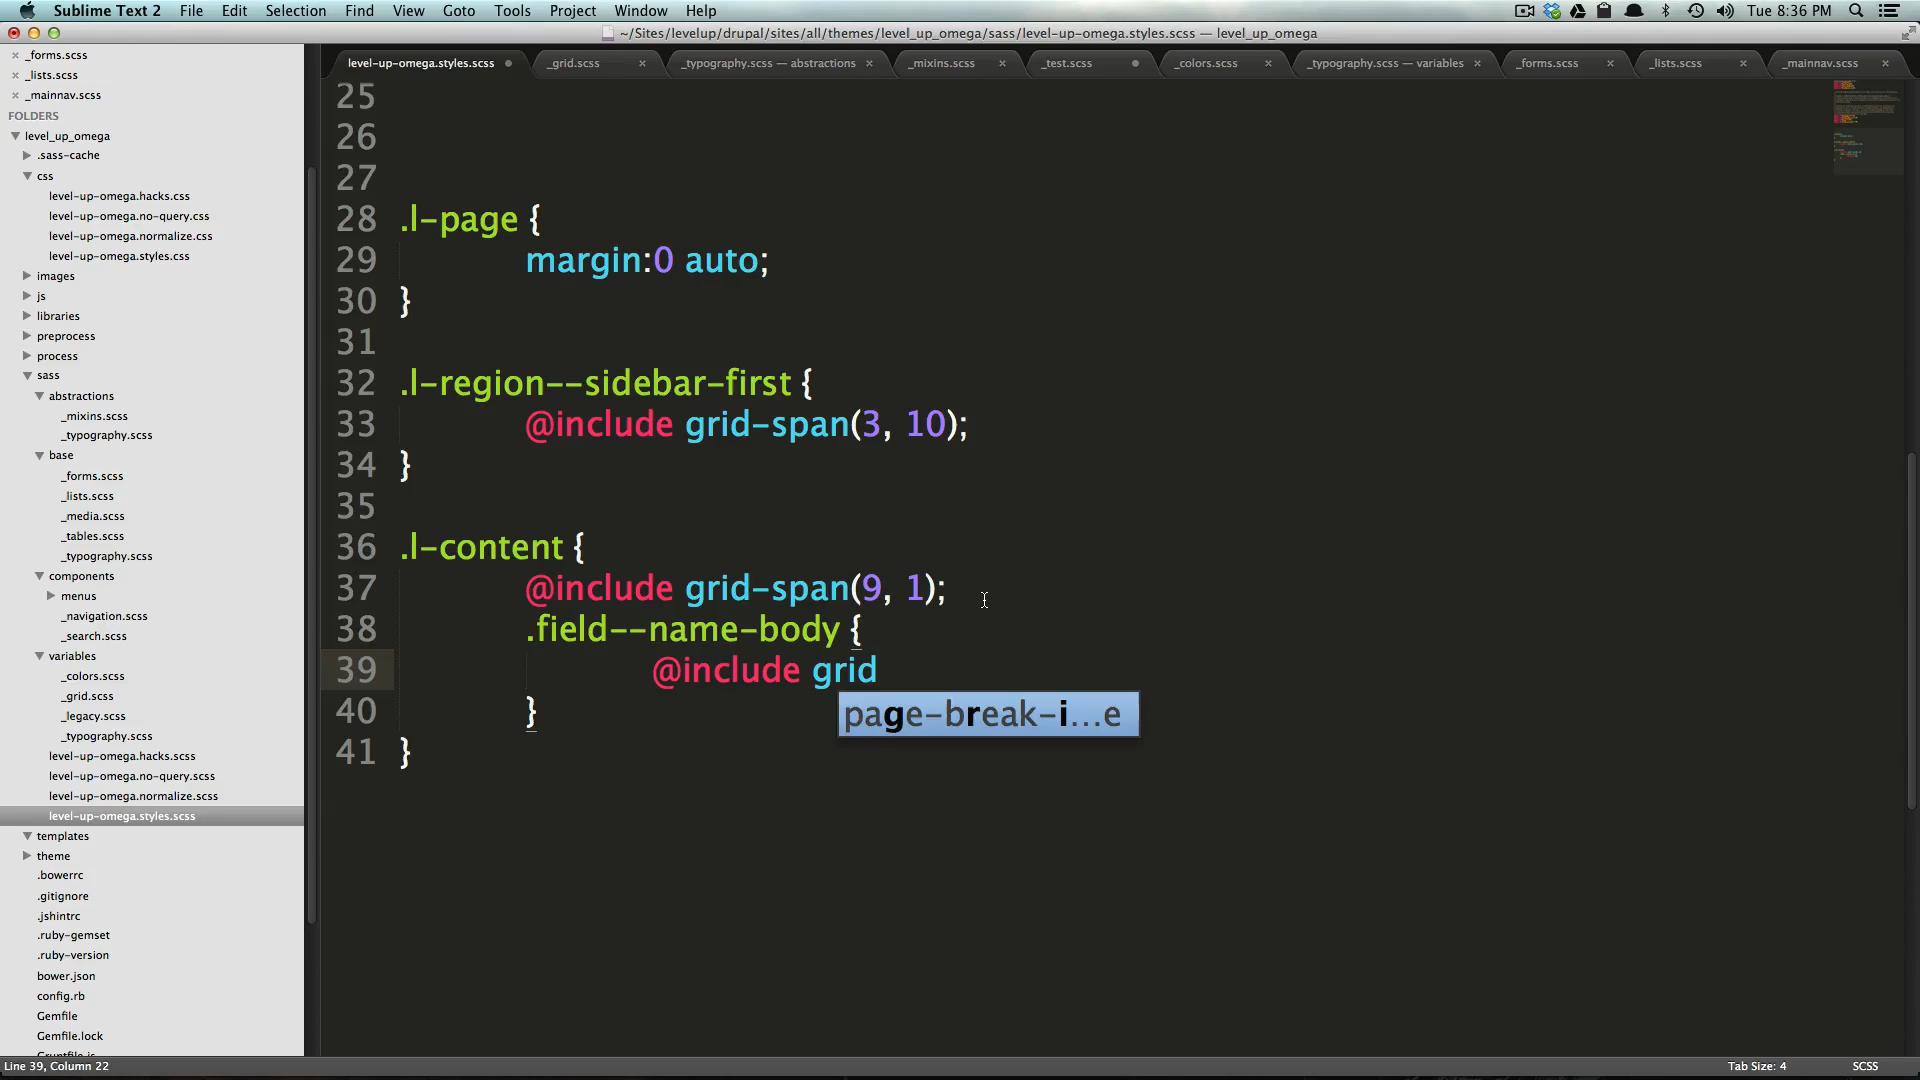 Sublime Text 2 File Edit Selection Find View Goto Tools Project Window Help Tue 8:36 PM
~/Sites/levelup/drupal/sites/all/themes/level_up_omega/sass/level-up-omega.styles.scss — level_up_omega
level-up-omega.styles.scss _grid.scss _typography.scss — abstractions _mixins.scss _test.scss _colors.scss _typography.scss — variables _forms.scss _lists.scss _mainnav.scss
_forms.scss
_lists.scss
_mainnav.scss
FOLDERS
level_up_omega
.sass-cache
css
level-up-omega.hacks.css
level-up-omega.no-query.css
level-up-omega.normalize.css
level-up-omega.styles.css
images
js
libraries
preprocess
process
sass
abstractions
_mixins.scss
_typography.scss
base
_forms.scss
_lists.scss
_media.scss
_tables.scss
_typography.scss
components
menus
_navigation.scss
_search.scss
variables
_colors.scss
_grid.scss
_legacy.scss
_typography.scss
level-up-omega.hacks.scss
level-up-omega.no-query.scss
level-up-omega.normalize.scss
level-up-omega.styles.scss
templates
theme
.bowerrc
.gitignore
.jshintrc
.ruby-gemset
.ruby-version
bower.json
config.rb
Gemfile
Gemfile.lock
25
26
27
28 .l-page {
29 margin:0 auto;
30 }
31
32 .l-region--sidebar-first {
33 @include grid-span(3, 10);
34 }
35
36 .l-content {
37 @include grid-span(9, 1);
38 .field--name-body {
39 @include grid
40 }
page-break-i...e
41 }
Line 39, Column 22 Tab Size: 4 SCSS